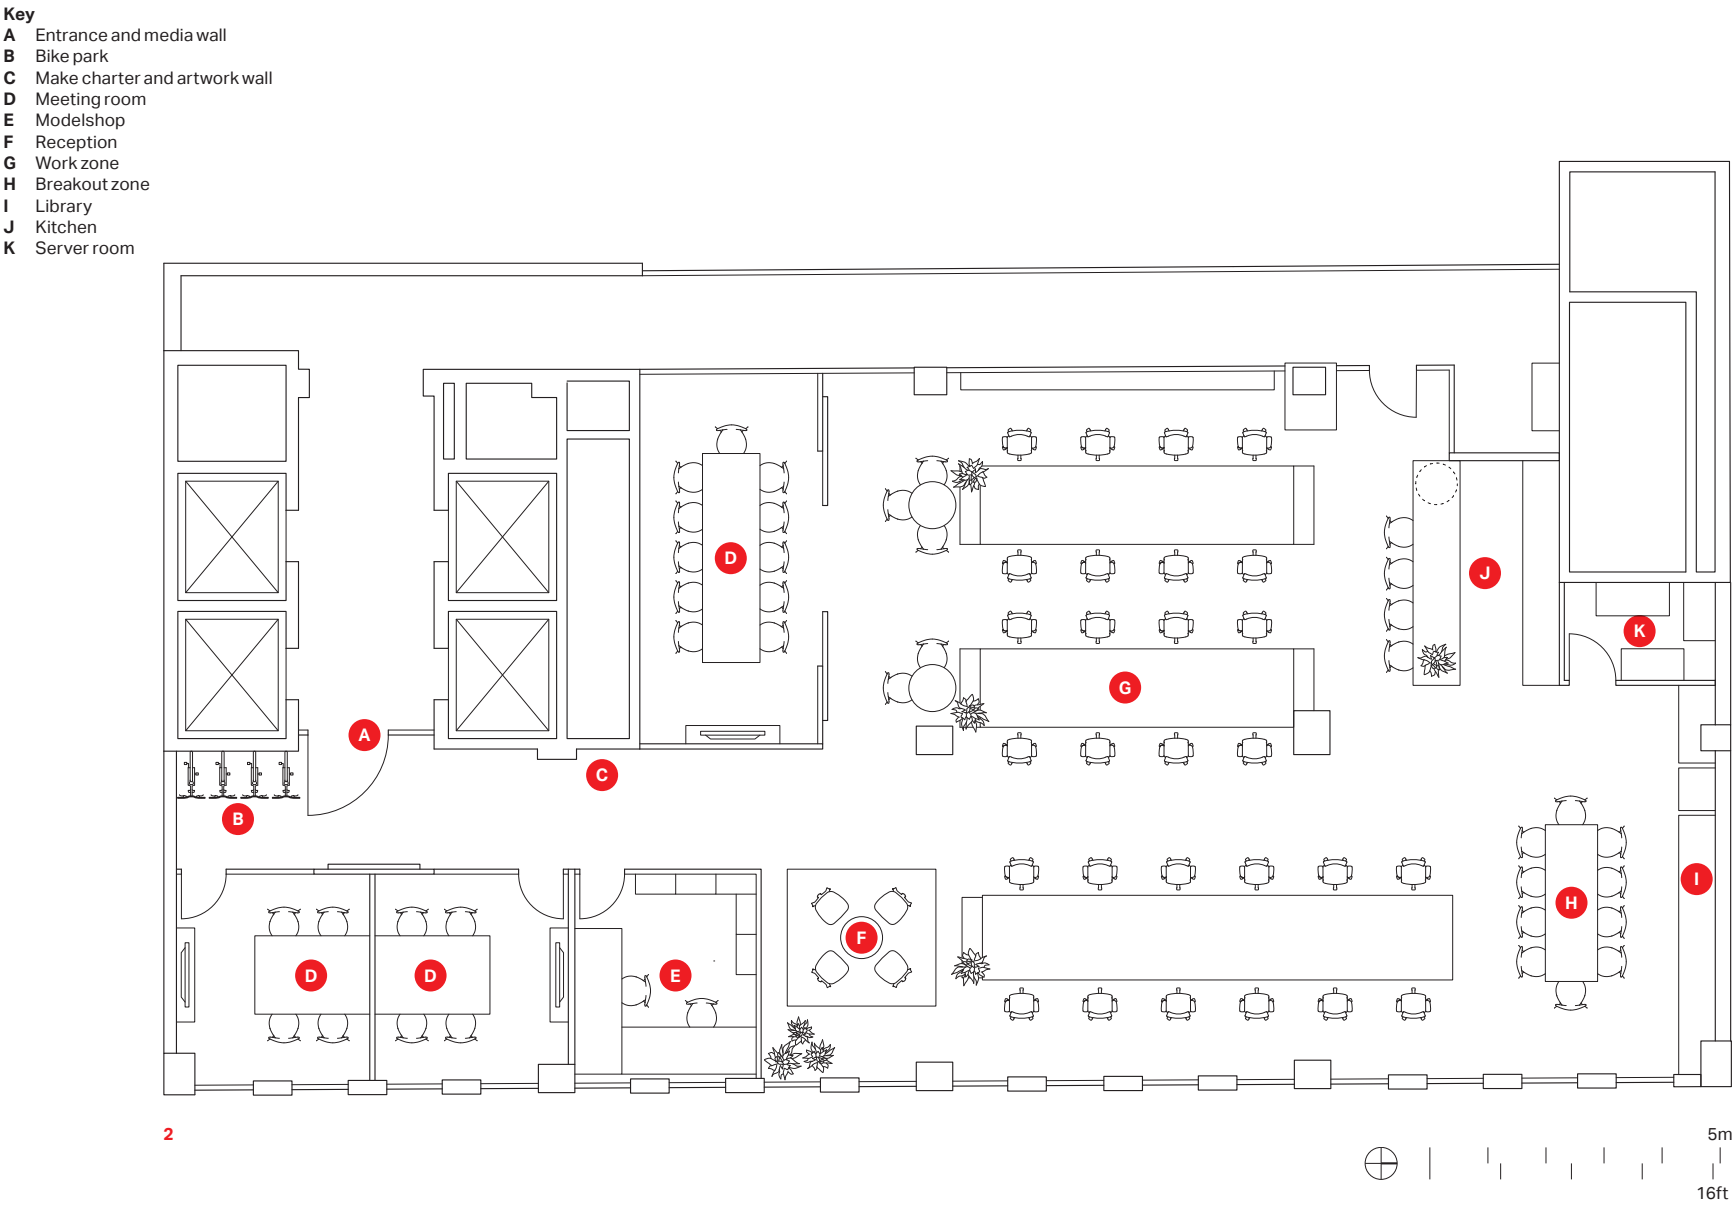 Key
A Entrance and media wall
B Bike park
C Make charter and artwork wall
D Meeting room
E Modelshop
F Reception
G Work zone
H Breakout zone
I Library
J Kitchen
K Server room
D
J
K
G
A
C
B
I
H
F
D
D
E
2
5m
16ft